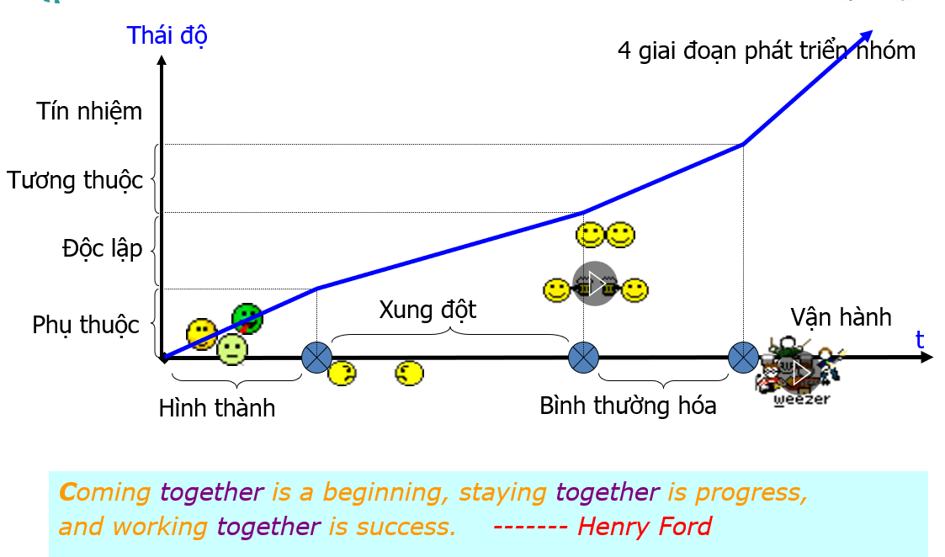 Thái độ
4 giai đoạn phát triển nhóm
Tín nhiệm
Tương thuộc
Độc lập
Phụ thuộc
Xung đột
Vận hành
t
Hình thành
Bình thường hóa
weezer
Coming together is a beginning, staying together is progress,
and working together is success. ------- Henry Ford